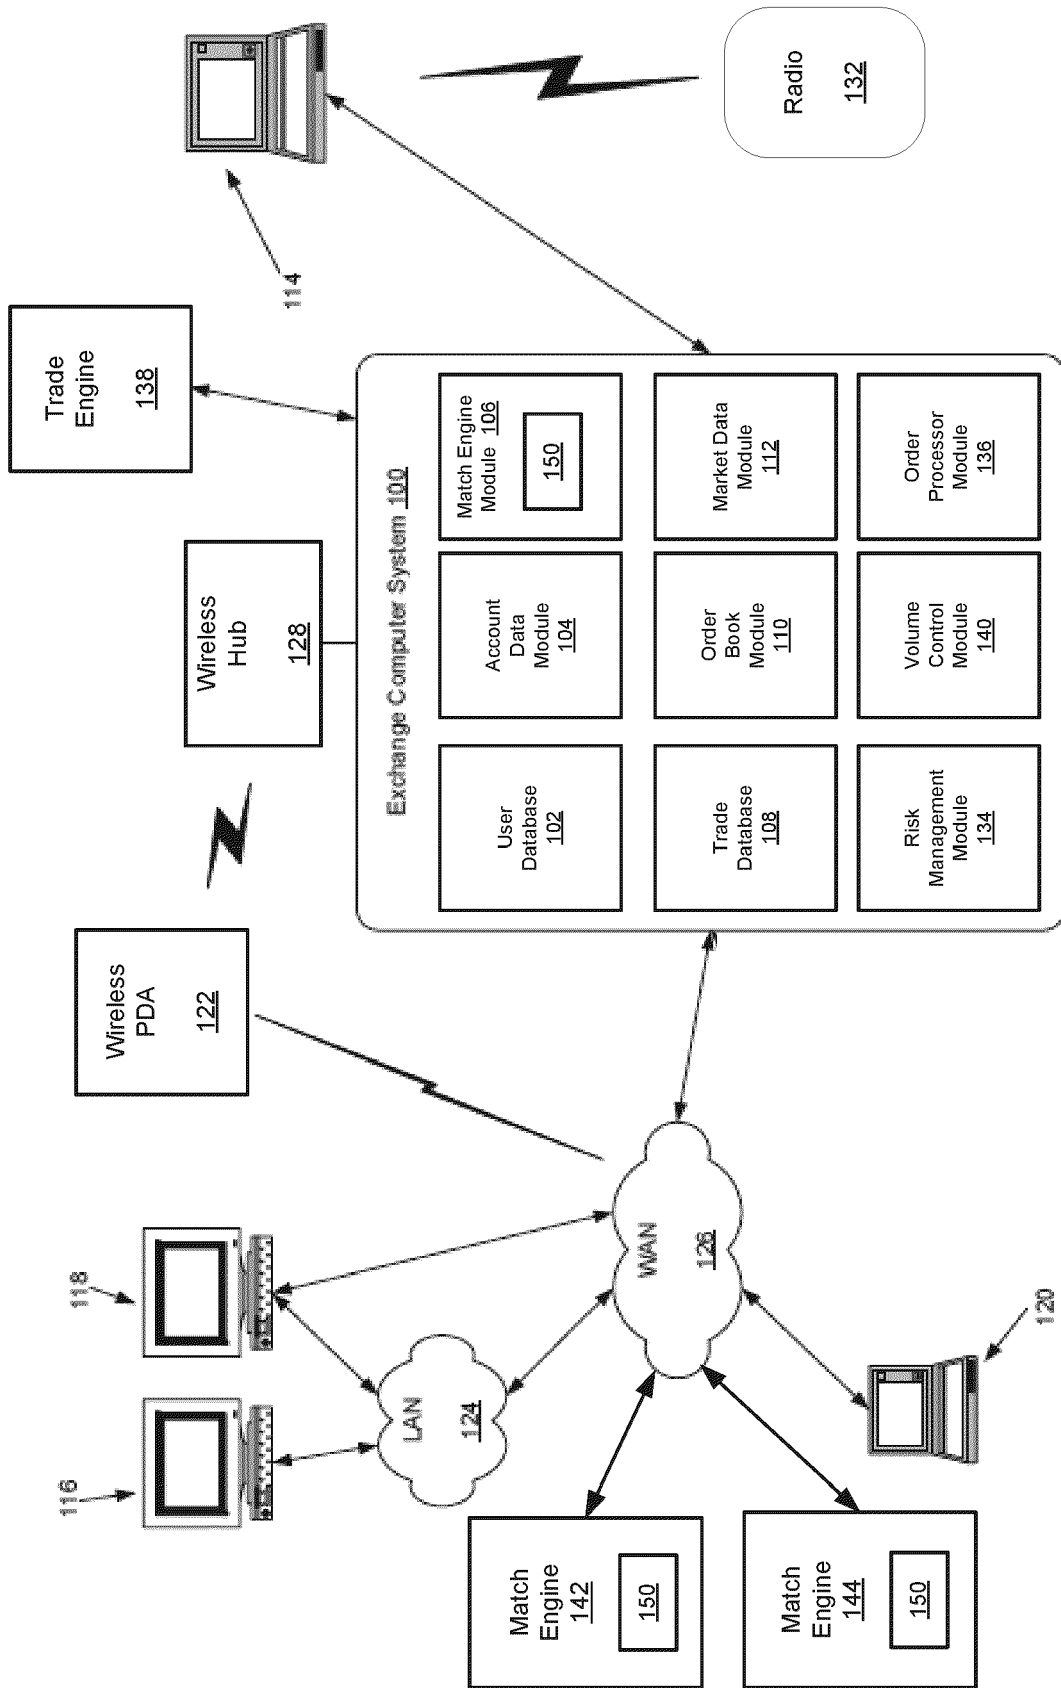 116
118
LAN
124
Wireless
PDA
122
Wireless
Hub
128
Trade
Engine
138
114
Radio
132
Match
Engine
142
150
Match
Engine
144
150
WAN
126
120
Exchange Computer System 100
User
Database
102
Account
Data
Module
104
Match Engine
Module 106
150
Trade
Database
108
Order
Book
Module
110
Market Data
Module
112
Risk
Management
Module
134
Volume
Control
Module
140
Order
Processor
Module
136